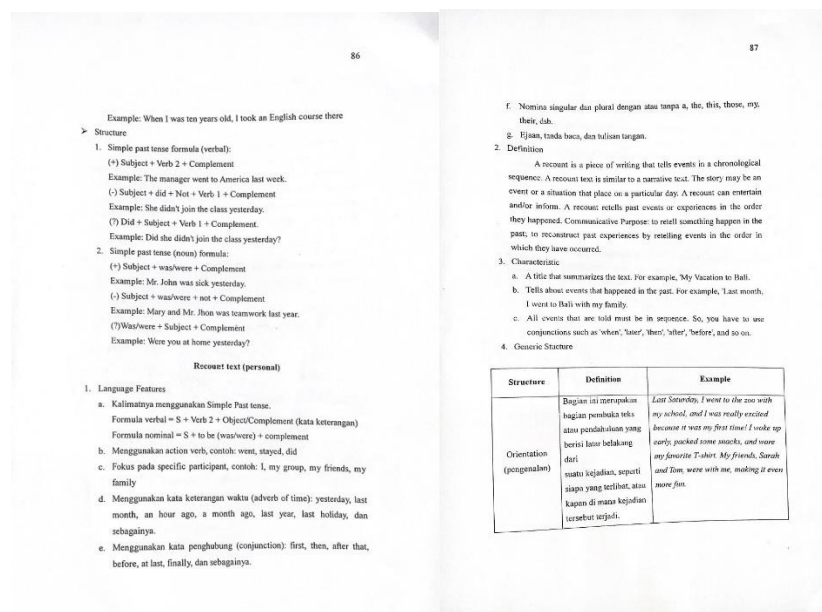 86
Example: When I was ten years old, I took an English course there
➢ Structure
1. Simple past tense formula (verbal):
(+) Subject + Verb 2 + Complement
Example: The manager went to America last week.
(-) Subject + did + Not + Verb 1 + Complement
Example: She didn't join the class yesterday.
(?) Did + Subject + Verb 1 + Complement.
Example: Did she didn't join the class yesterday?
2. Simple past tense (noun) formula:
(+) Subject + was/were + Complement
Example: Mr. John was sick yesterday.
(-) Subject + was/were + not + Complement
Example: Mary and Mr. Jhon was teamwork last year.
(?)Was/were + Subject + Complement
Example: Were you at home yesterday?
Recount text (personal)
1. Language Features
a. Kalimatnya menggunakan Simple Past tense.
Formula verbal = S + Verb 2 + Object/Complement (kata keterangan)
Formula nominal = S + to be (was/were) + complement
b. Menggunakan action verb, contoh: went, stayed, did
c. Fokus pada specific participant, contoh: I, my group, my friends, my
family
d. Menggunakan kata keterangan waktu (adverb of time): yesterday, last
month, an hour ago, a month ago, last year, last holiday, dan
sebagainya.
e. Menggunakan kata penghubung (conjunction): first, then, after that,
before, at last, finally, dan sebagainya.
87
f. Nomina singular dan plural dengan atau tanpa a, the, this, those, my,
their, dsb.
g. Ejaan, tanda baca, dan tulisan tangan.
2. Definition
A recount is a piece of writing that tells events in a chronological
sequence. A recount text is similar to a narrative text. The story may be an
event or a situation that place on a particular day. A recount can entertain
and/or inform. A recount retells past events or experiences in the order
they happened. Communicative Purpose: to retell something happen in the
past; to reconstruct past experiences by retelling events in the order in
which they have occurred.
3. Characteristic
a. A title that summarizes the text. For example, 'My Vacation to Bali.
b. Tells about events that happened in the past. For example, 'Last month,
I went to Bali with my family.
c. All events that are told must be in sequence. So, you have to use
conjunctions such as 'when', 'later', 'then', 'after', 'before', and so on.
4. Generic Stucture
Structure
Definition
Example
Orientation
(pengenalan)
Bagian ini merupakan
bagian pembuka teks
atau pendahuluan yang
berisi latar belakang
dari
suatu kejadian, seperti
siapa yang terlibat, atau
kapan di mana kejadian
tersebut terjadi.
Last Saturday, I went to the zoo with
my school, and I was really excited
because it was my first time! I woke up
early, packed some snacks, and wore
my favorite T-shirt. My friends, Sarah
and Tom, were with me, making it even
more fun.